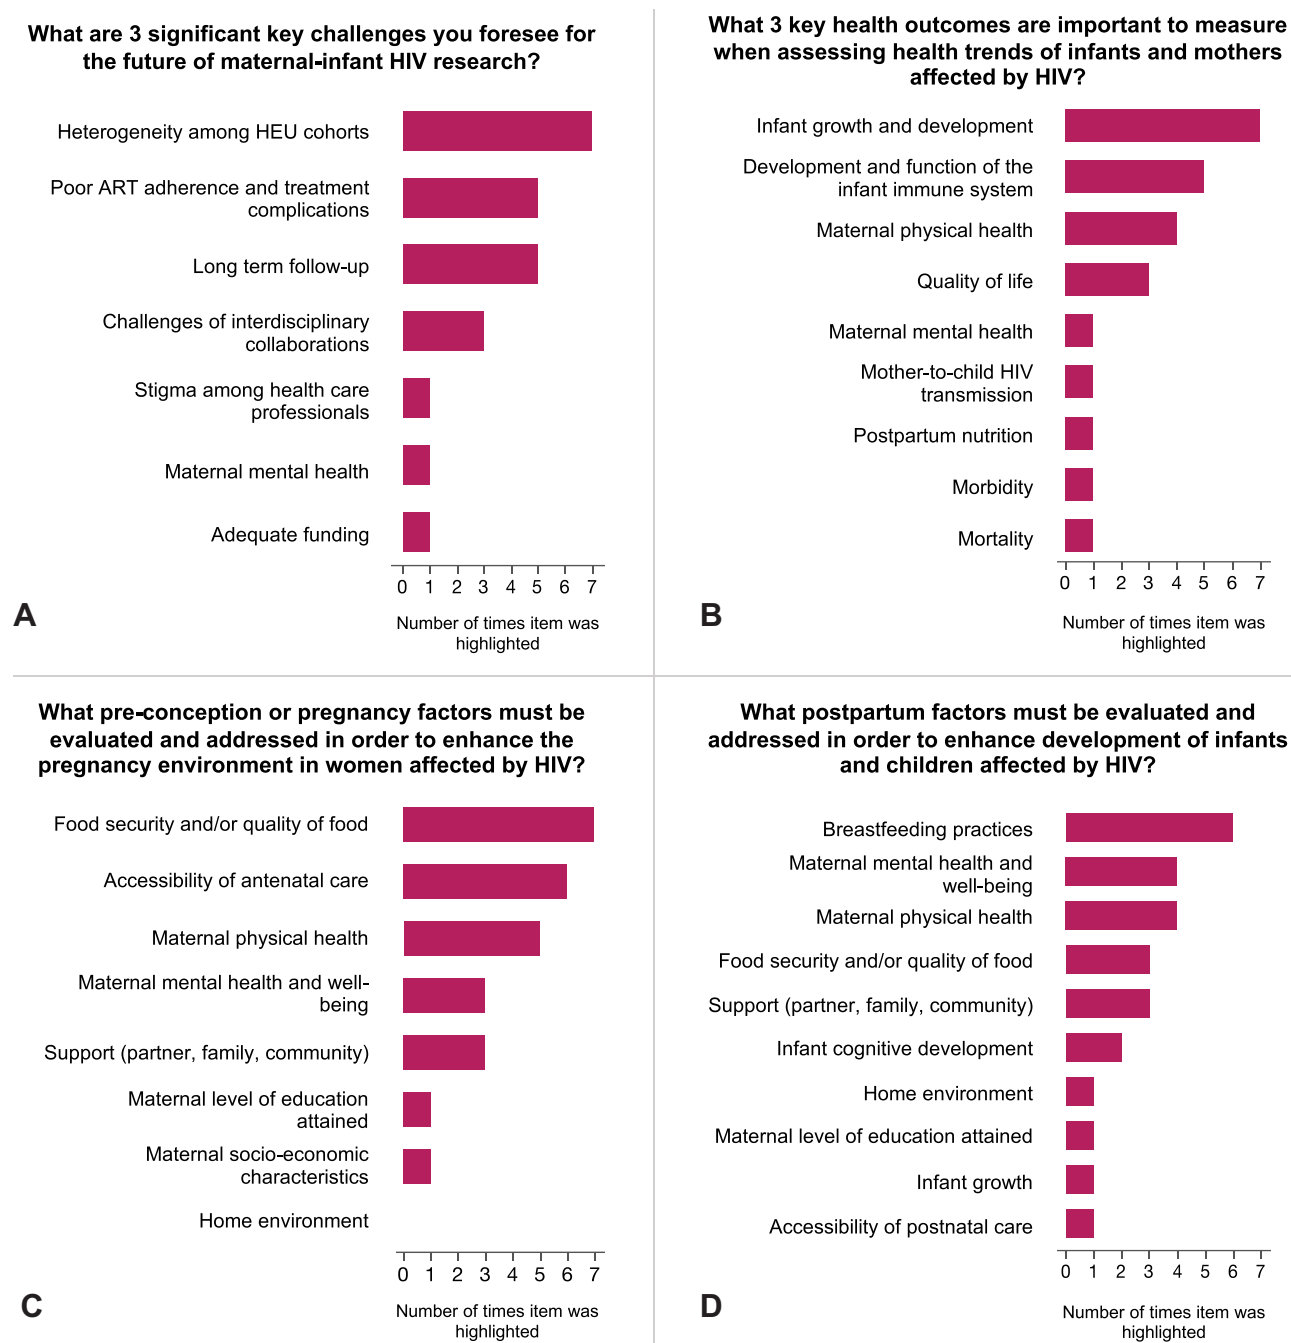 What are 3 significant key challenges you foresee for
the future of maternal-infant HIV research?
Heterogeneity among HEU cohorts
Poor ART adherence and treatment
complications
Long term follow-up
Challenges of interdisciplinary
collaborations
Stigma among health care
professionals
Maternal mental health
Adequate funding
0 1 2 3 4 5 6 7
Number of times item was
highlighted
A
What 3 key health outcomes are important to measure
when assessing health trends of infants and mothers
affected by HIV?
Infant growth and development
Development and function of the
infant immune system
Maternal physical health
Quality of life
Maternal mental health
Mother-to-child HIV
transmission
Postpartum nutrition
Morbidity
Mortality
0 1 2 3 4 5 6 7
Number of times item was
highlighted
B
What pre-conception or pregnancy factors must be
evaluated and addressed in order to enhance the
pregnancy environment in women affected by HIV?
Food security and/or quality of food
Accessibility of antenatal care
Maternal physical health
Maternal mental health and well-
being
Support (partner, family, community)
Maternal level of education
attained
Maternal socio-economic
characteristics
Home environment
0 1 2 3 4 5 6 7
Number of times item was
highlighted
C
What postpartum factors must be evaluated and
addressed in order to enhance development of infants
and children affected by HIV?
Breastfeeding practices
Maternal mental health and
well-being
Maternal physical health
Food security and/or quality of food
Support (partner, family, community)
Infant cognitive development
Home environment
Maternal level of education attained
Infant growth
Accessibility of postnatal care
0 1 2 3 4 5 6 7
Number of times item was
highlighted
D